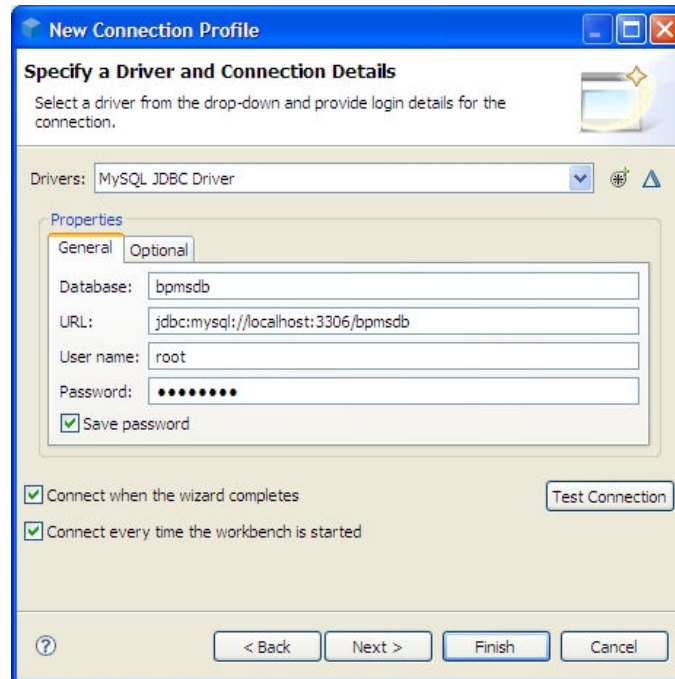 New Connection Profile
Specify a Driver and Connection Details
Select a driver from the drop-down and provide login details for the
connection.
Drivers: MySQL JDBC Driver
Properties
General Optional
Database: bpmsdb
URL: jdbc:mysql://localhost:3306/bpmsdb
User name: root
Password: ●●●●●●●●
Save password
Connect when the wizard completes Test Connection
Connect every time the workbench is started
< Back Next > Finish Cancel